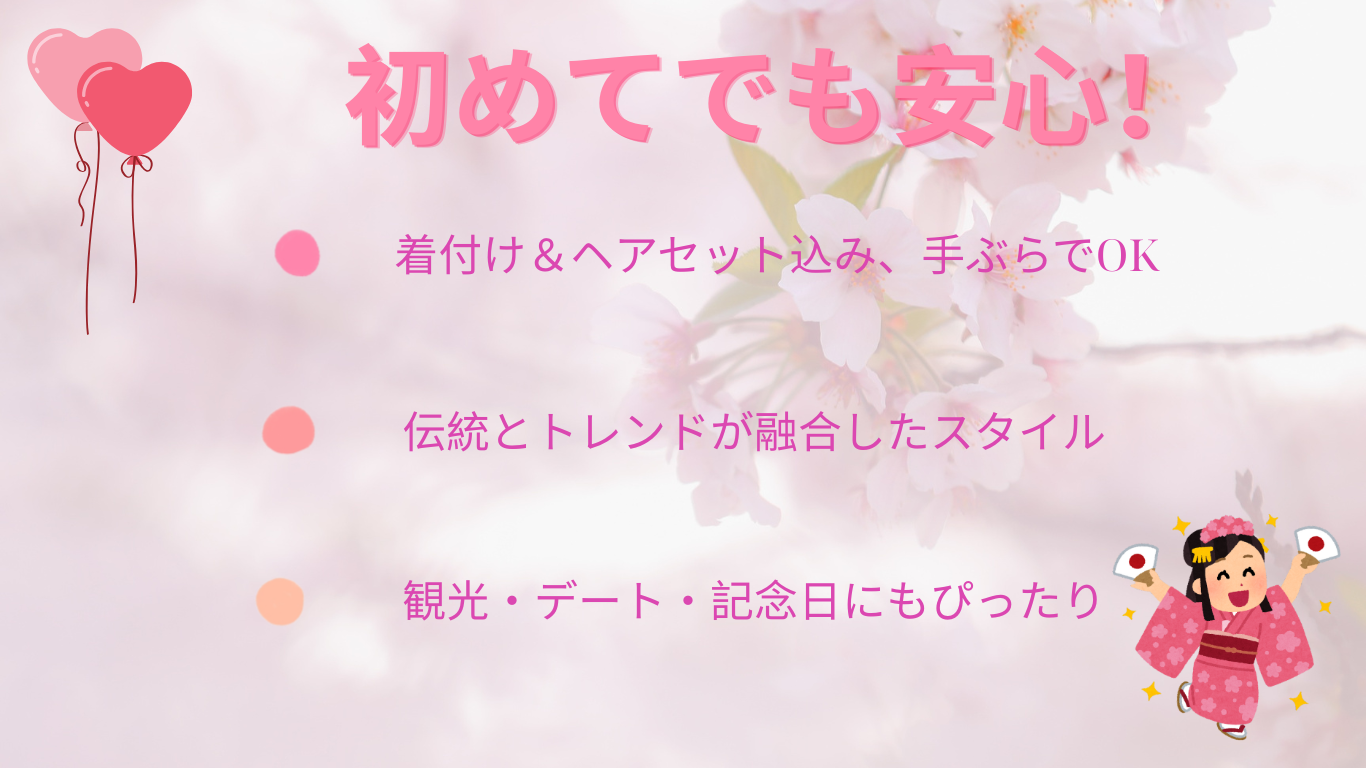 初めてでも安心!
着付け＆ヘアセット込み、手ぶらでOK
伝統とトレンドが融合したスタイル
観光・デート・記念日にもぴったり